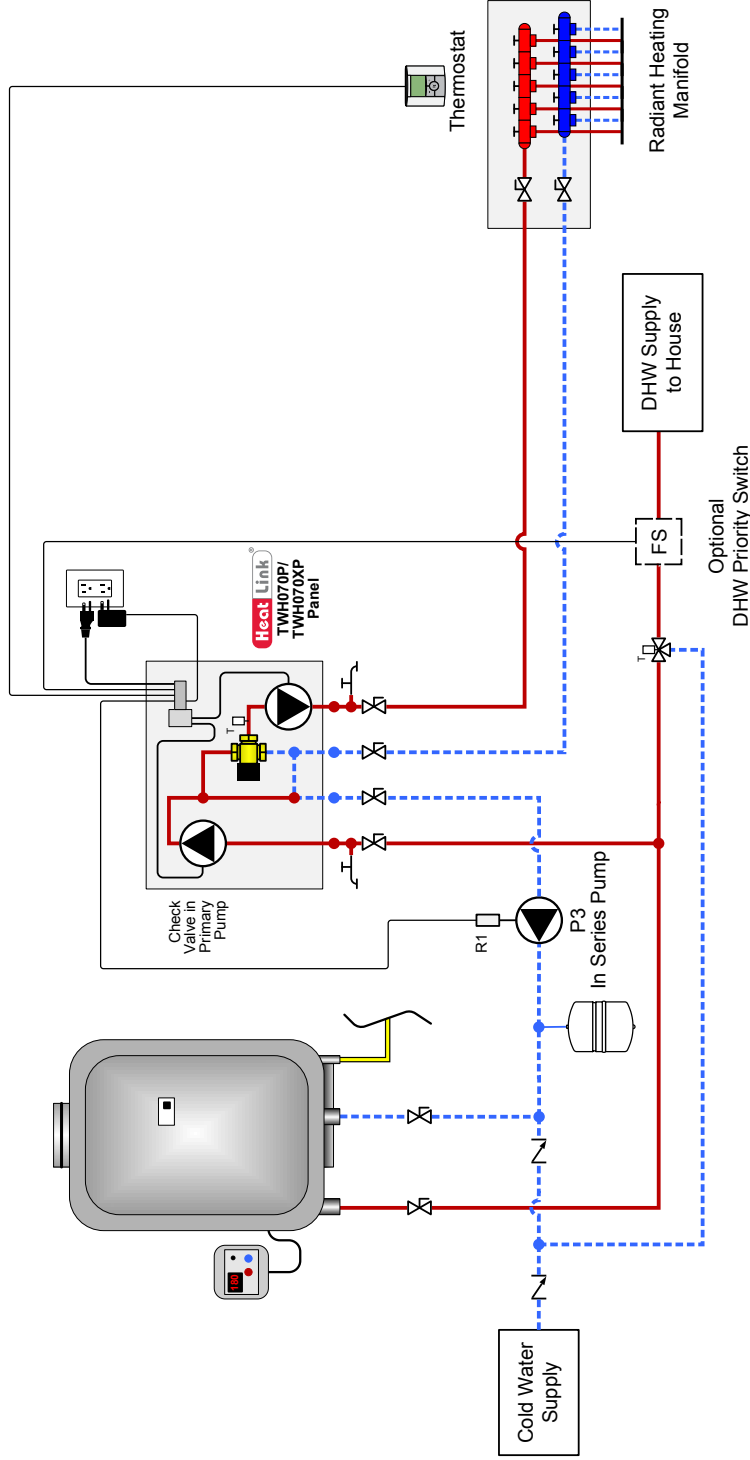 Thermostat
Radiant Heating
Manifold
Heat Link®
TWH070P/
TWH070XP
Panel
T
Check
Valve in
Primary
Pump
R1
P3
In Series Pump
180
Cold Water
Supply
T
FS
Optional
DHW Priority Switch
DHW Supply
to House